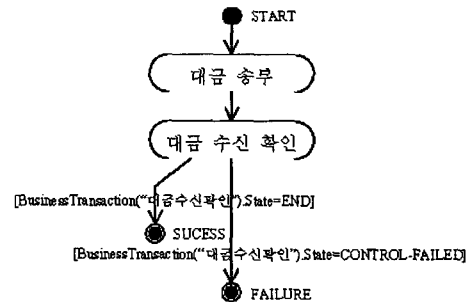 START
대금 송부
대금 수신 확인
[BusinessTransaction("대금수신확인").State=END]
SUCESS
[BusinessTransaction("대금수신확인").State=CONTROL-FAILED]
FAILURE